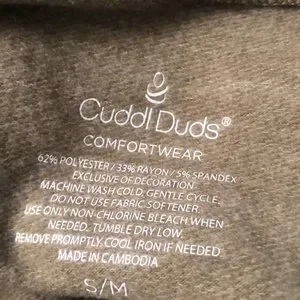 Cuddl Duds®
COMFORTWEAR
62% POLYESTER / 33% RAYON / 5% SPANDEX
EXCLUSIVE OF DECORATION.
MACHINE WASH COLD, GENTLE CYCLE.
DO NOT USE FABRIC SOFTENER.
USE ONLY NON-CHLORINE BLEACH WHEN
NEEDED. TUMBLE DRY LOW.
REMOVE PROMPTLY. COOL IRON IF NEEDED.
MADE IN CAMBODIA
S/M